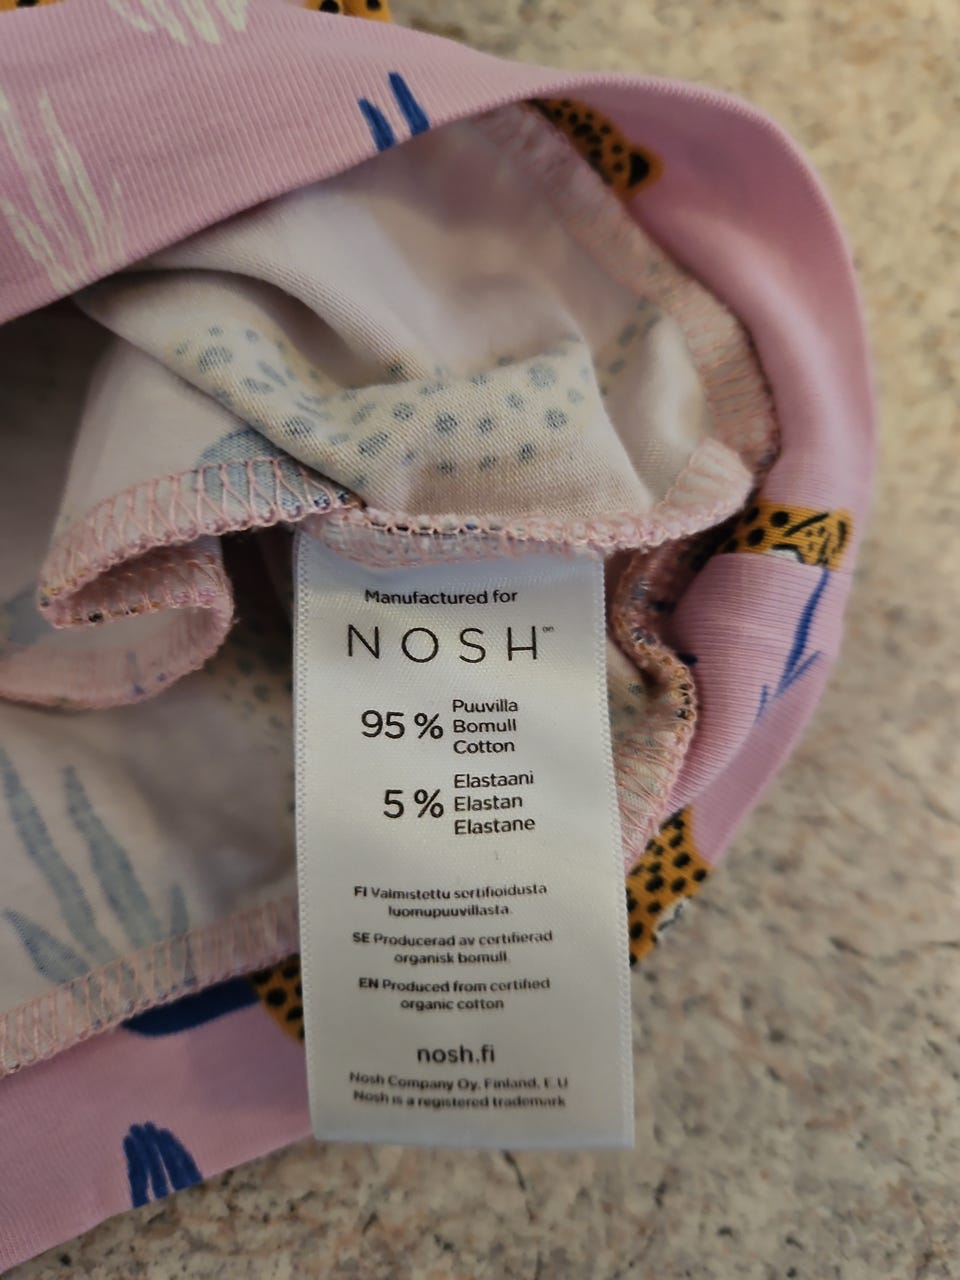 Manufactured for
NOSH
95 % Puuvilla
Bomull
Cotton
5 % Elastaani
Elastan
Elastane
FI Valmistettu sertifioidusta
luomupuuvillasta.
SE Producerad av certifierad
organisk bomull.
EN Produced from certified
organic cotton
nosh.fi
Nosh Company Oy, Finland, E.U
Nosh is a registered trademark